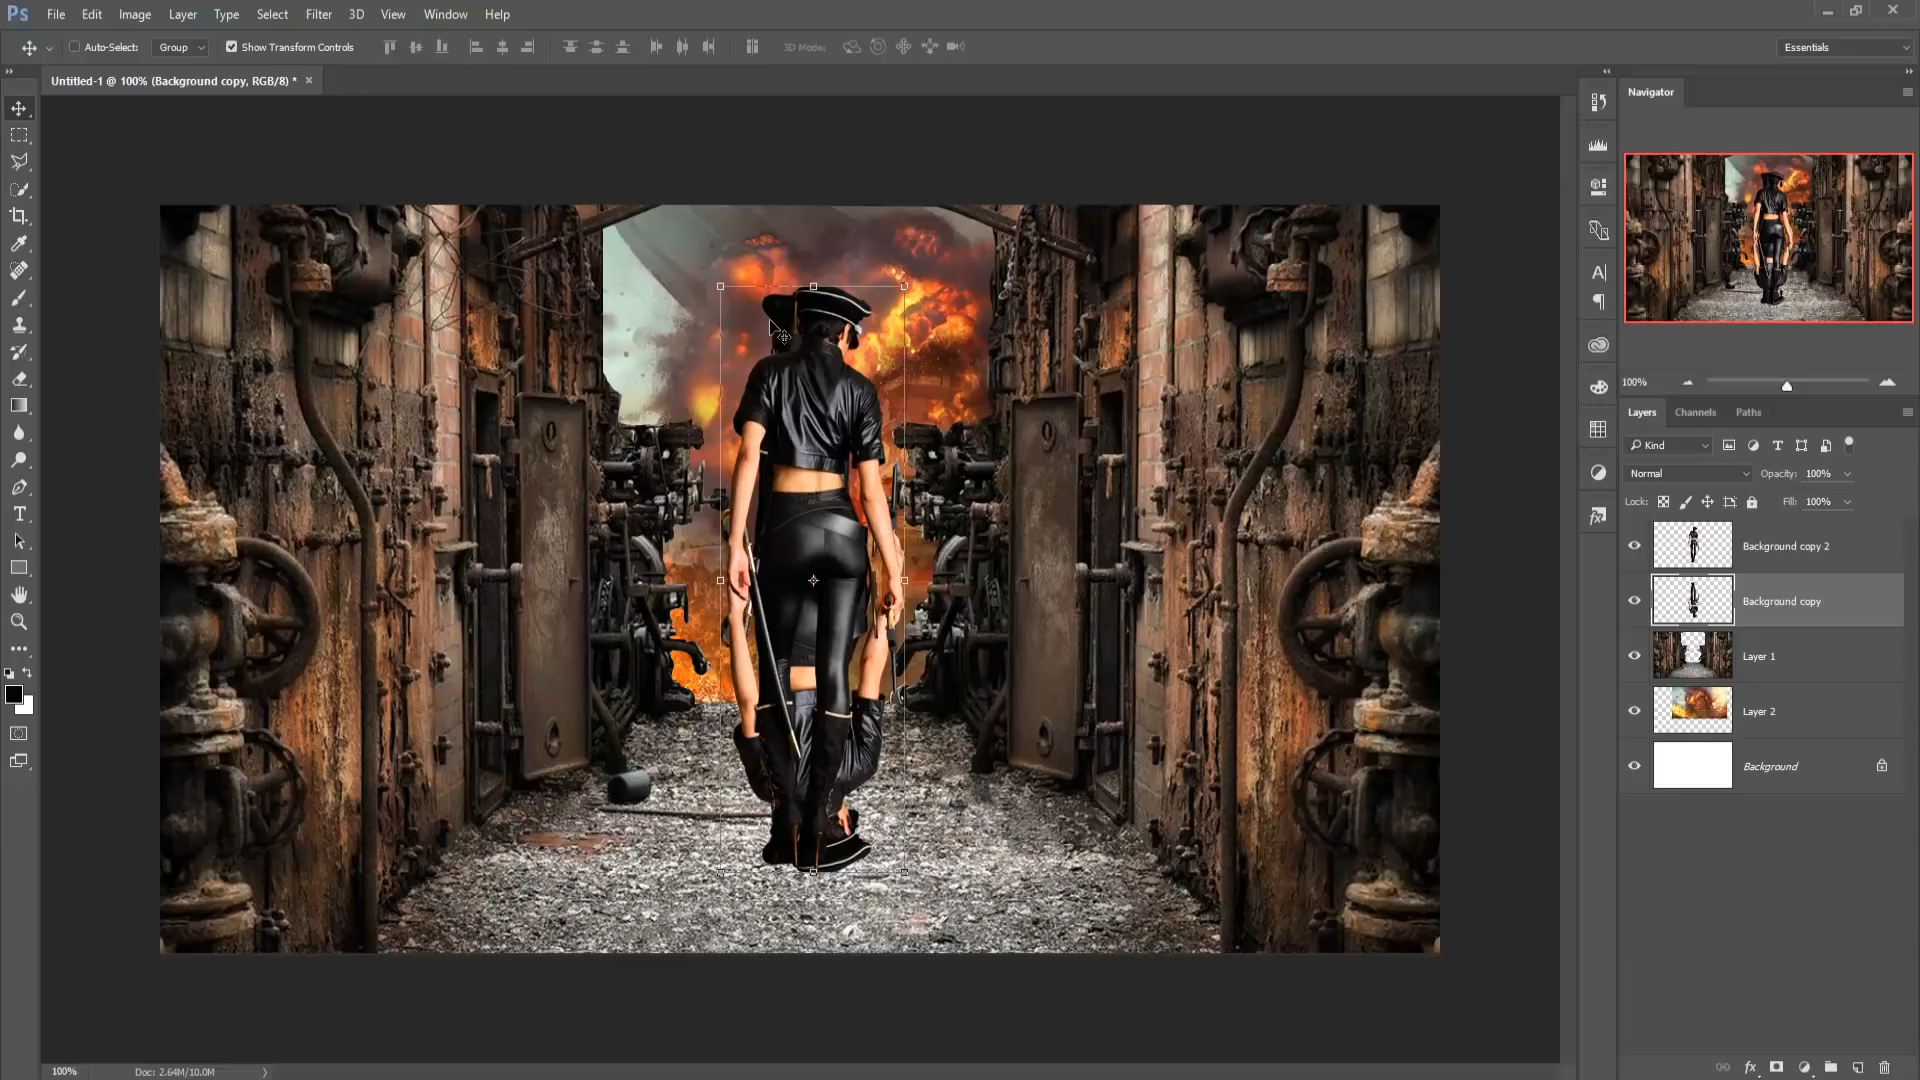 Ps File Edit Image Layer Type Select Filter 3D View Window Help
Auto-Select: Group Show Transform Controls 3D Mode: Essentials
Untitled-1 @ 100% (Background copy, RGB/8) * ×
Navigator
100%
Layers Channels Paths
Kind
Normal Opacity: 100%
Lock: Fill: 100%
Background copy 2
Background copy
Layer 1
Layer 2
Background
100% Doc: 2.64M/10.0M